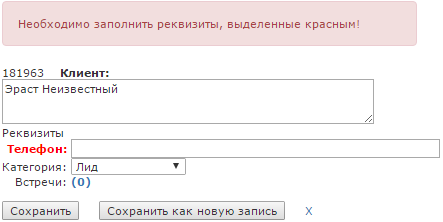 Необходимо заполнить реквизиты, выделенные красным!
181963 Клиент:
Эраст Неизвестный
Реквизиты
Телефон:
Категория: Лид
Встречи: (0)
Сохранить Сохранить как новую запись X